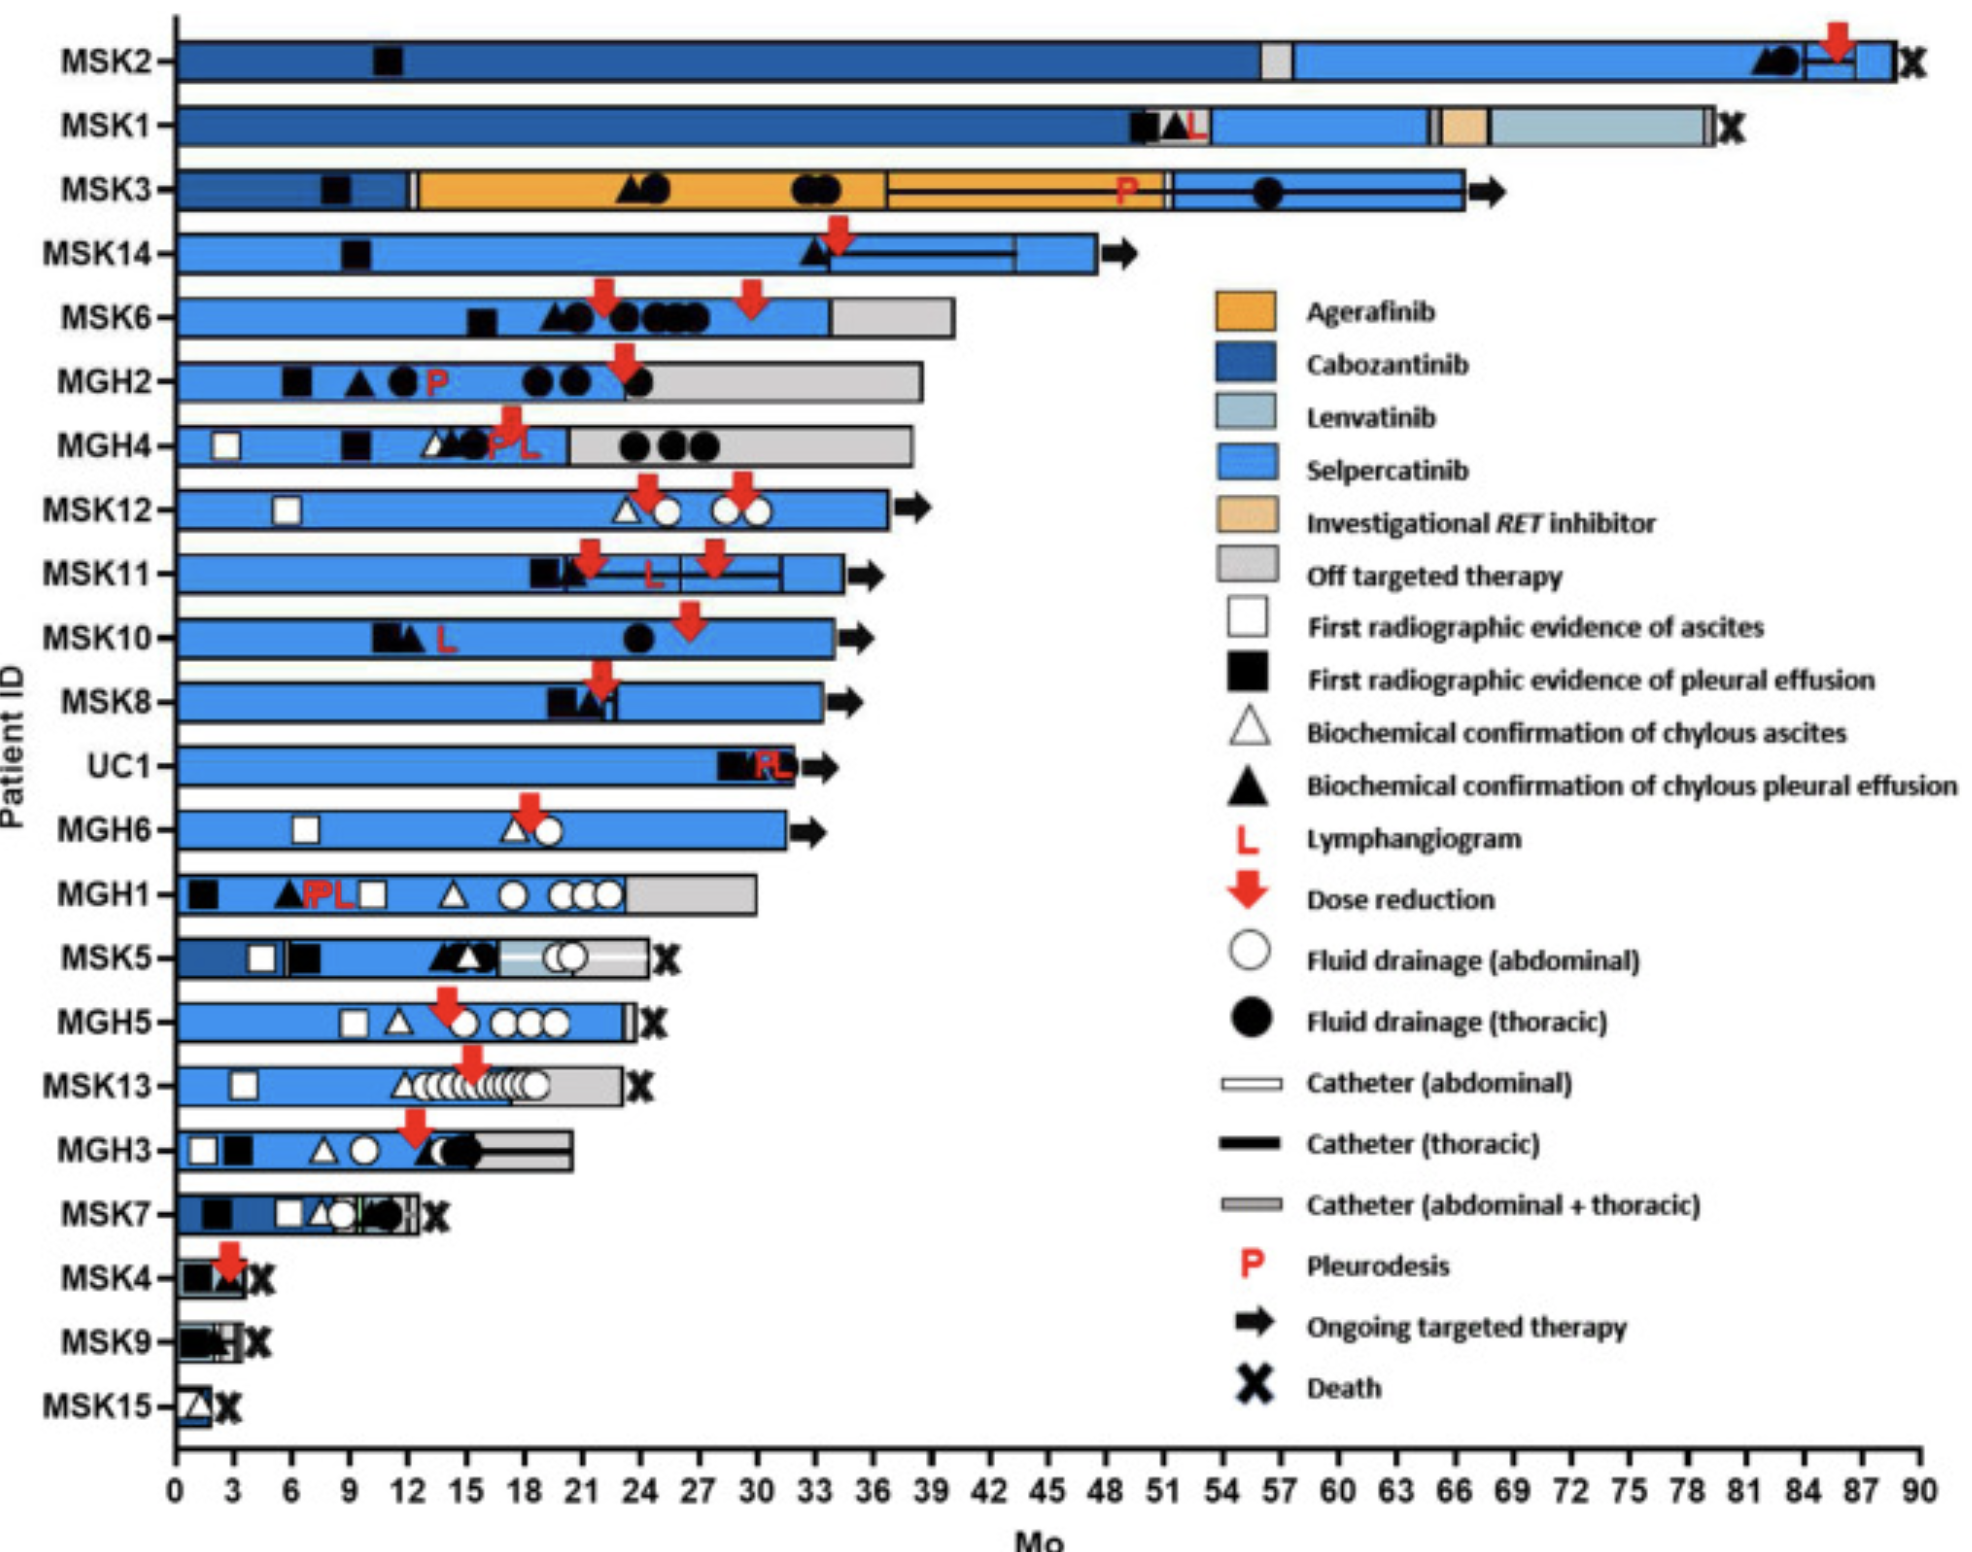 MSK2
MSK1
L
MSK3
P
MSK14
MSK6
MGH2
P
MGH4
P L
MSK12
MSK11
L
MSK10
L
MSK8
UC1
PL
MGH6
MGH1
PPL
MSK5
MGH5
MSK13
MGH3
MSK7
MSK4
MSK9
MSK15
Patient ID
Agerafinib
Cabozantinib
Lenvatinib
Selpercatinib
Investigational RET inhibitor
Off targeted therapy
First radiographic evidence of ascites
First radiographic evidence of pleural effusion
Biochemical confirmation of chylous ascites
Biochemical confirmation of chylous pleural effusion
L Lymphangiogram
Dose reduction
Fluid drainage (abdominal)
Fluid drainage (thoracic)
Catheter (abdominal)
Catheter (thoracic)
Catheter (abdominal + thoracic)
P Pleurodesis
Ongoing targeted therapy
Death
0 3 6 9 12 15 18 21 24 27 30 33 36 39 42 45 48 51 54 57 60 63 66 69 72 75 78 81 84 87 90
Mo